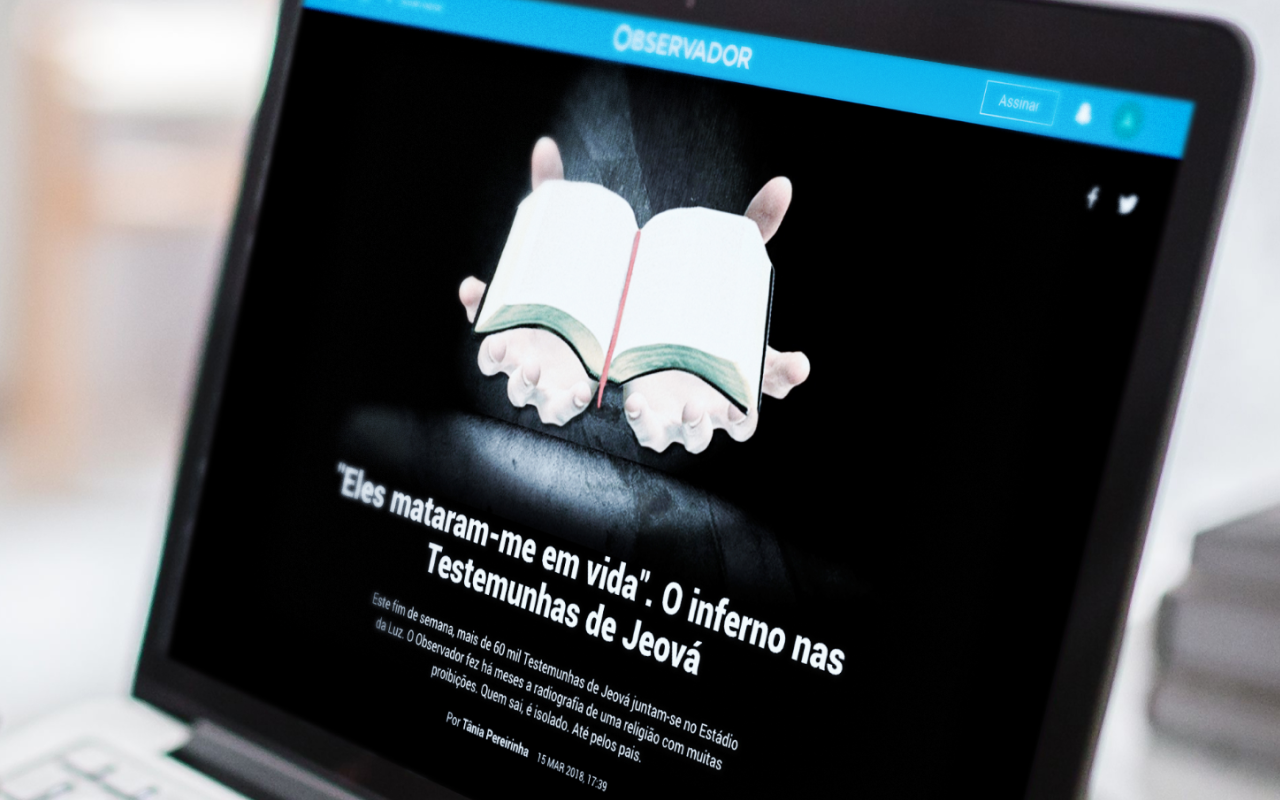 OBSERVADOR
Assinar
"Eles mataram-me em vida". O inferno nas
Testemunhas de Jeová
Este fim de semana, mais de 60 mil Testemunhas de Jeová juntam-se no Estádio
da Luz. O Observador fez há meses a radiografia de uma religião com muitas
proibições. Quem sai, é isolado. Até pelos pais.
Por Tânia Pereirinha 15 MAR 2018, 17:39